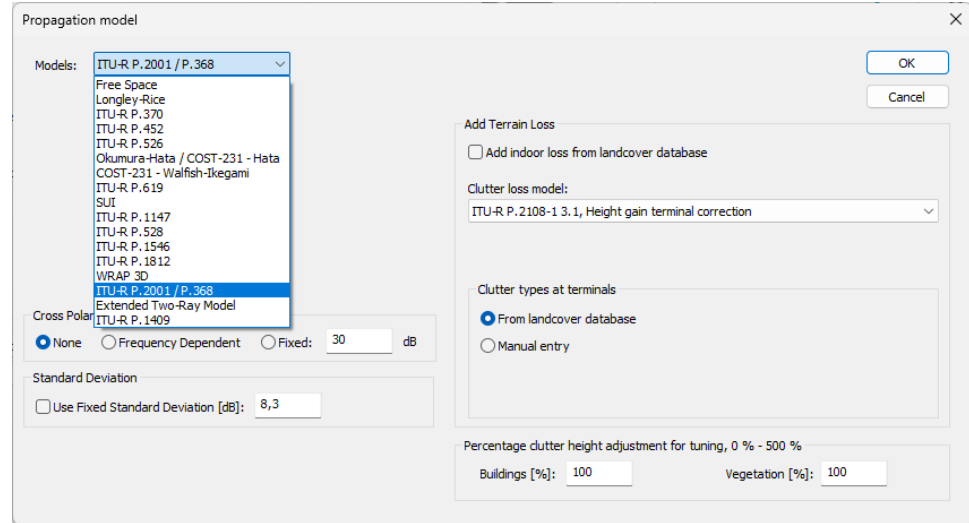 Propagation model
Models: ITU-R P.2001 / P.368
Free Space
Longley-Rice
ITU-R P.370
ITU-R P.452
ITU-R P.526
Okumura-Hata / COST-231 - Hata
COST-231 - Walfish-Ikegami
ITU-R P.619
SUI
ITU-R P.1147
ITU-R P.528
ITU-R P.1546
ITU-R P.1812
WRAP 3D
ITU-R P.2001 / P.368
Extended Two-Ray Model
ITU-R P.1409
OK
Cancel
Add Terrain Loss
Add indoor loss from landcover database
Clutter loss model:
ITU-R P.2108-1 3.1, Height gain terminal correction
Clutter types at terminals
From landcover database
Manual entry
Cross Polar
None Frequency Dependent Fixed: 30 dB
Standard Deviation
Use Fixed Standard Deviation [dB]: 8,3
Percentage clutter height adjustment for tuning, 0 % - 500 %
Buildings [%]: 100 Vegetation [%]: 100